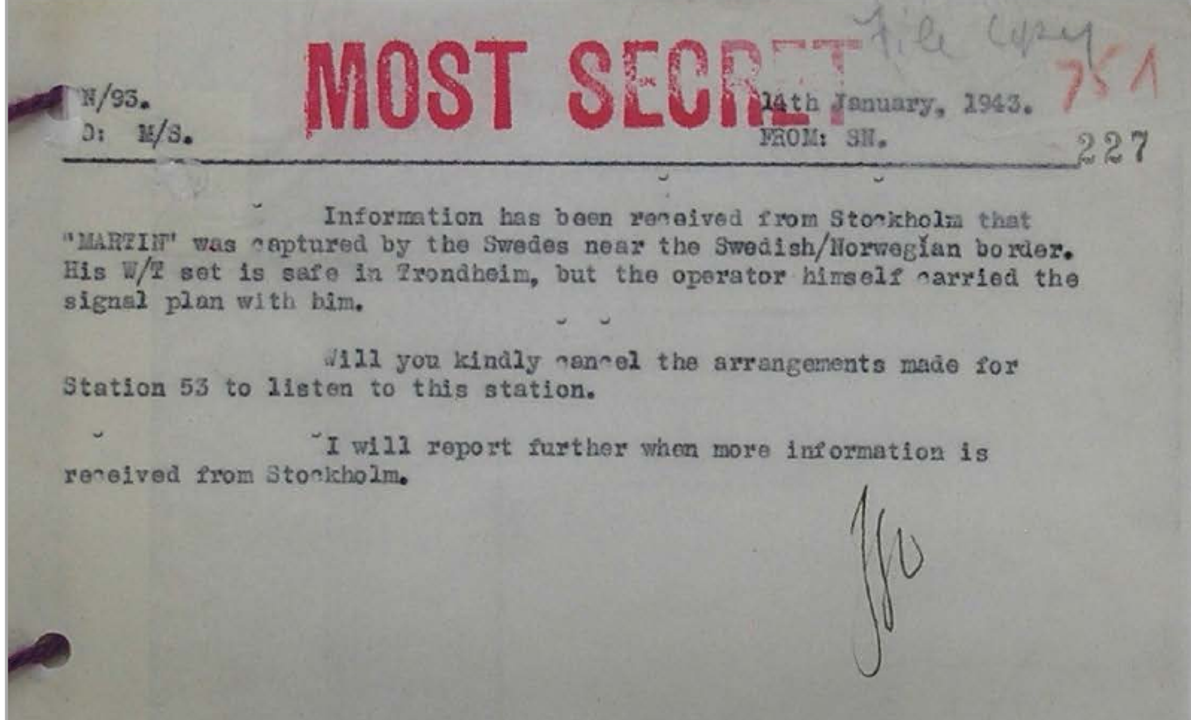 File Copy
MOST SECRET
751
N/93.
14th January, 1943.
O: M/S.
FROM: SN.
227
Information has been received from Stockholm that
"MARTIN" was captured by the Swedes near the Swedish/Norwegian border.
His W/T set is safe in Trondheim, but the operator himself carried the
signal plan with him.
Will you kindly cancel the arrangements made for
Station 53 to listen to this station.
I will report further when more information is
received from Stockholm.